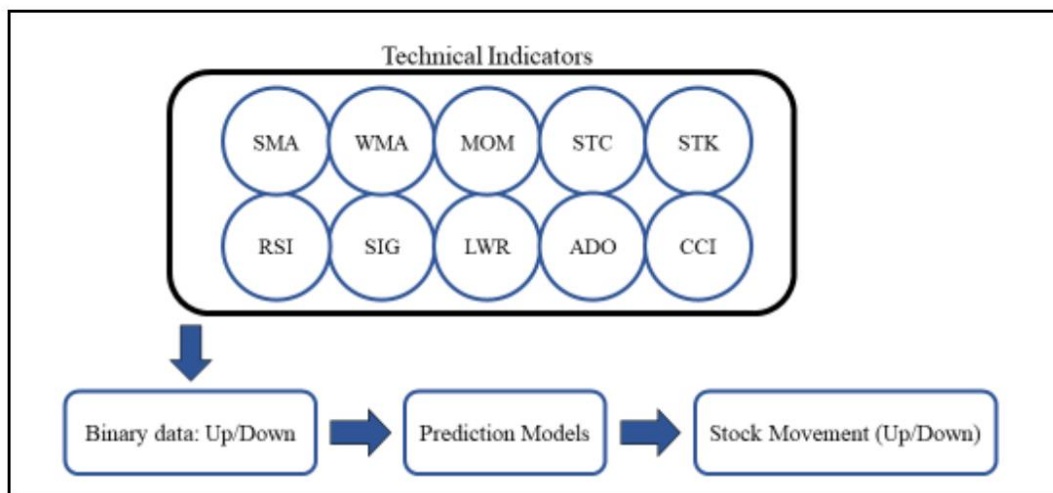 Technical Indicators
SMA WMA MOM STC STK
RSI SIG LWR ADO CCI
Binary data: Up/Down Prediction Models Stock Movement (Up/Down)